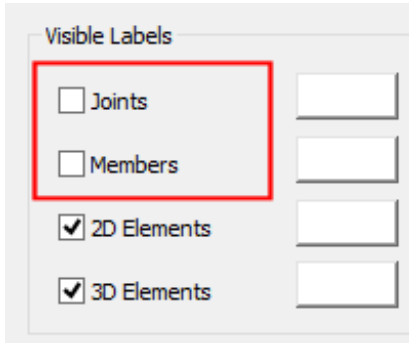 Visible Labels
Joints
Members
2D Elements
3D Elements